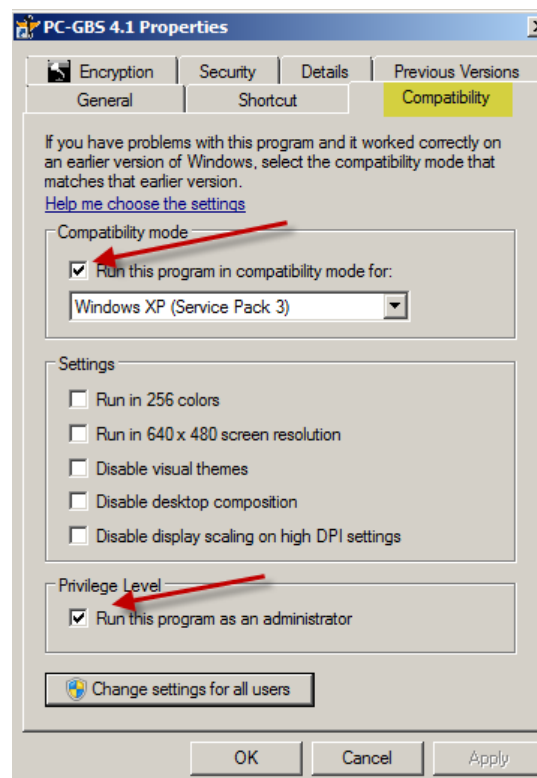 PC-GBS 4.1 Properties
Encryption Security Details Previous Versions
General Shortcut Compatibility
If you have problems with this program and it worked correctly on
an earlier version of Windows, select the compatibility mode that
matches that earlier version.
Help me choose the settings
Compatibility mode
Run this program in compatibility mode for:
Windows XP (Service Pack 3)
Settings
Run in 256 colors
Run in 640 x 480 screen resolution
Disable visual themes
Disable desktop composition
Disable display scaling on high DPI settings
Privilege Level
Run this program as an administrator
Change settings for all users
OK Cancel Apply